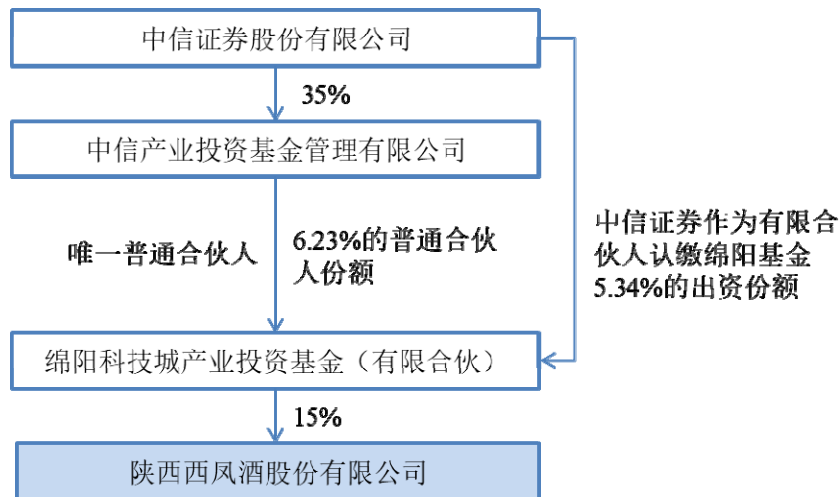 中信证券股份有限公司
35%
中信产业投资基金管理有限公司
唯一普通合伙人
6.23%的普通合伙
人份额
中信证券作为有限合
伙人认缴绵阳基金
5.34%的出资份额
绵阳科技城产业投资基金（有限合伙）
15%
陕西西凤酒股份有限公司